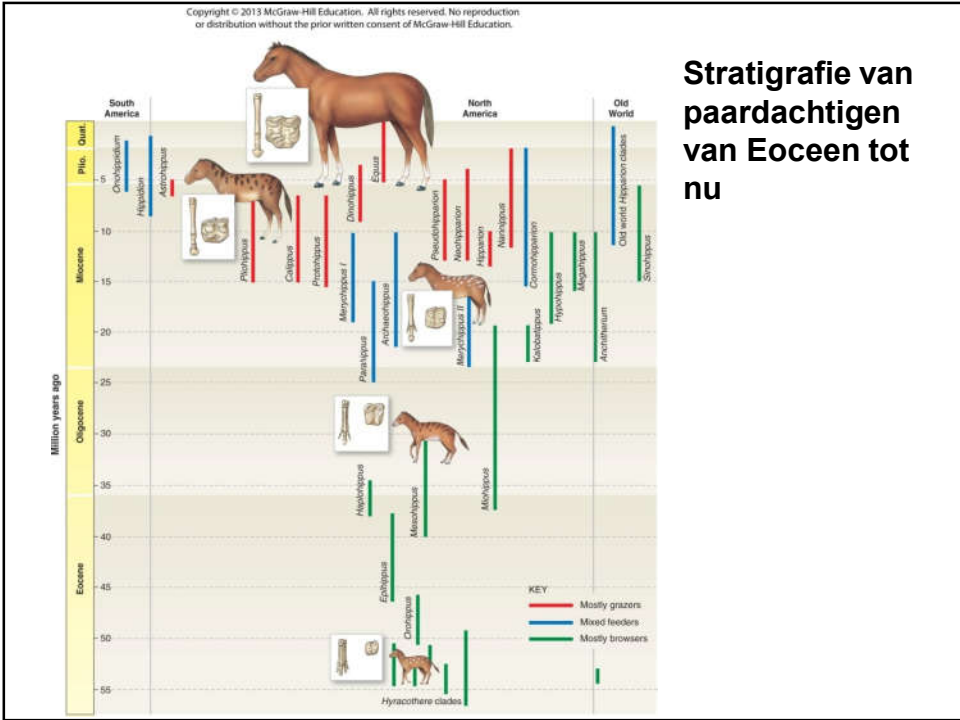 Copyright © 2013 McGraw-Hill Education. All rights reserved. No reproduction
or distribution without the prior written consent of McGraw-Hill Education.
Stratigrafie van
paardachtigen
van Eoceen tot
nu
South
America
North
America
Old
World
Million years ago
Quat.
Plio.
Miocene
Oligocene
Eocene
5
10
15
20
25
30
35
40
45
50
55
Onohippidium
Hippidion
Astrohippus
Pliohippus
Calippus
Protohippus
Dinohippus
Equus
Merychippus I
Parahippus
Archaeohippus
Pseudohipparion
Neohipparion
Hipparion
Nannippus
Cormohipparion
Merychippus II
Hypohippus
Megahippus
Kalobatippus
Anchitherium
Old world Hipparion clades
Sinohippus
Haplohippus
Mesohippus
Miohippus
Epihippus
Orohippus
Hyracothere clades
KEY
Mostly grazers
Mixed feeders
Mostly browsers